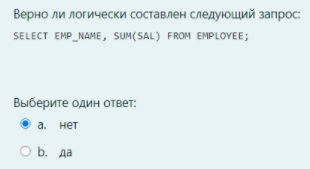 Верно ли логически составлен следующий запрос:
SELECT EMP_NAME, SUM(SAL) FROM EMPLOYEE;
Выберите один ответ:
a. нет
b. да